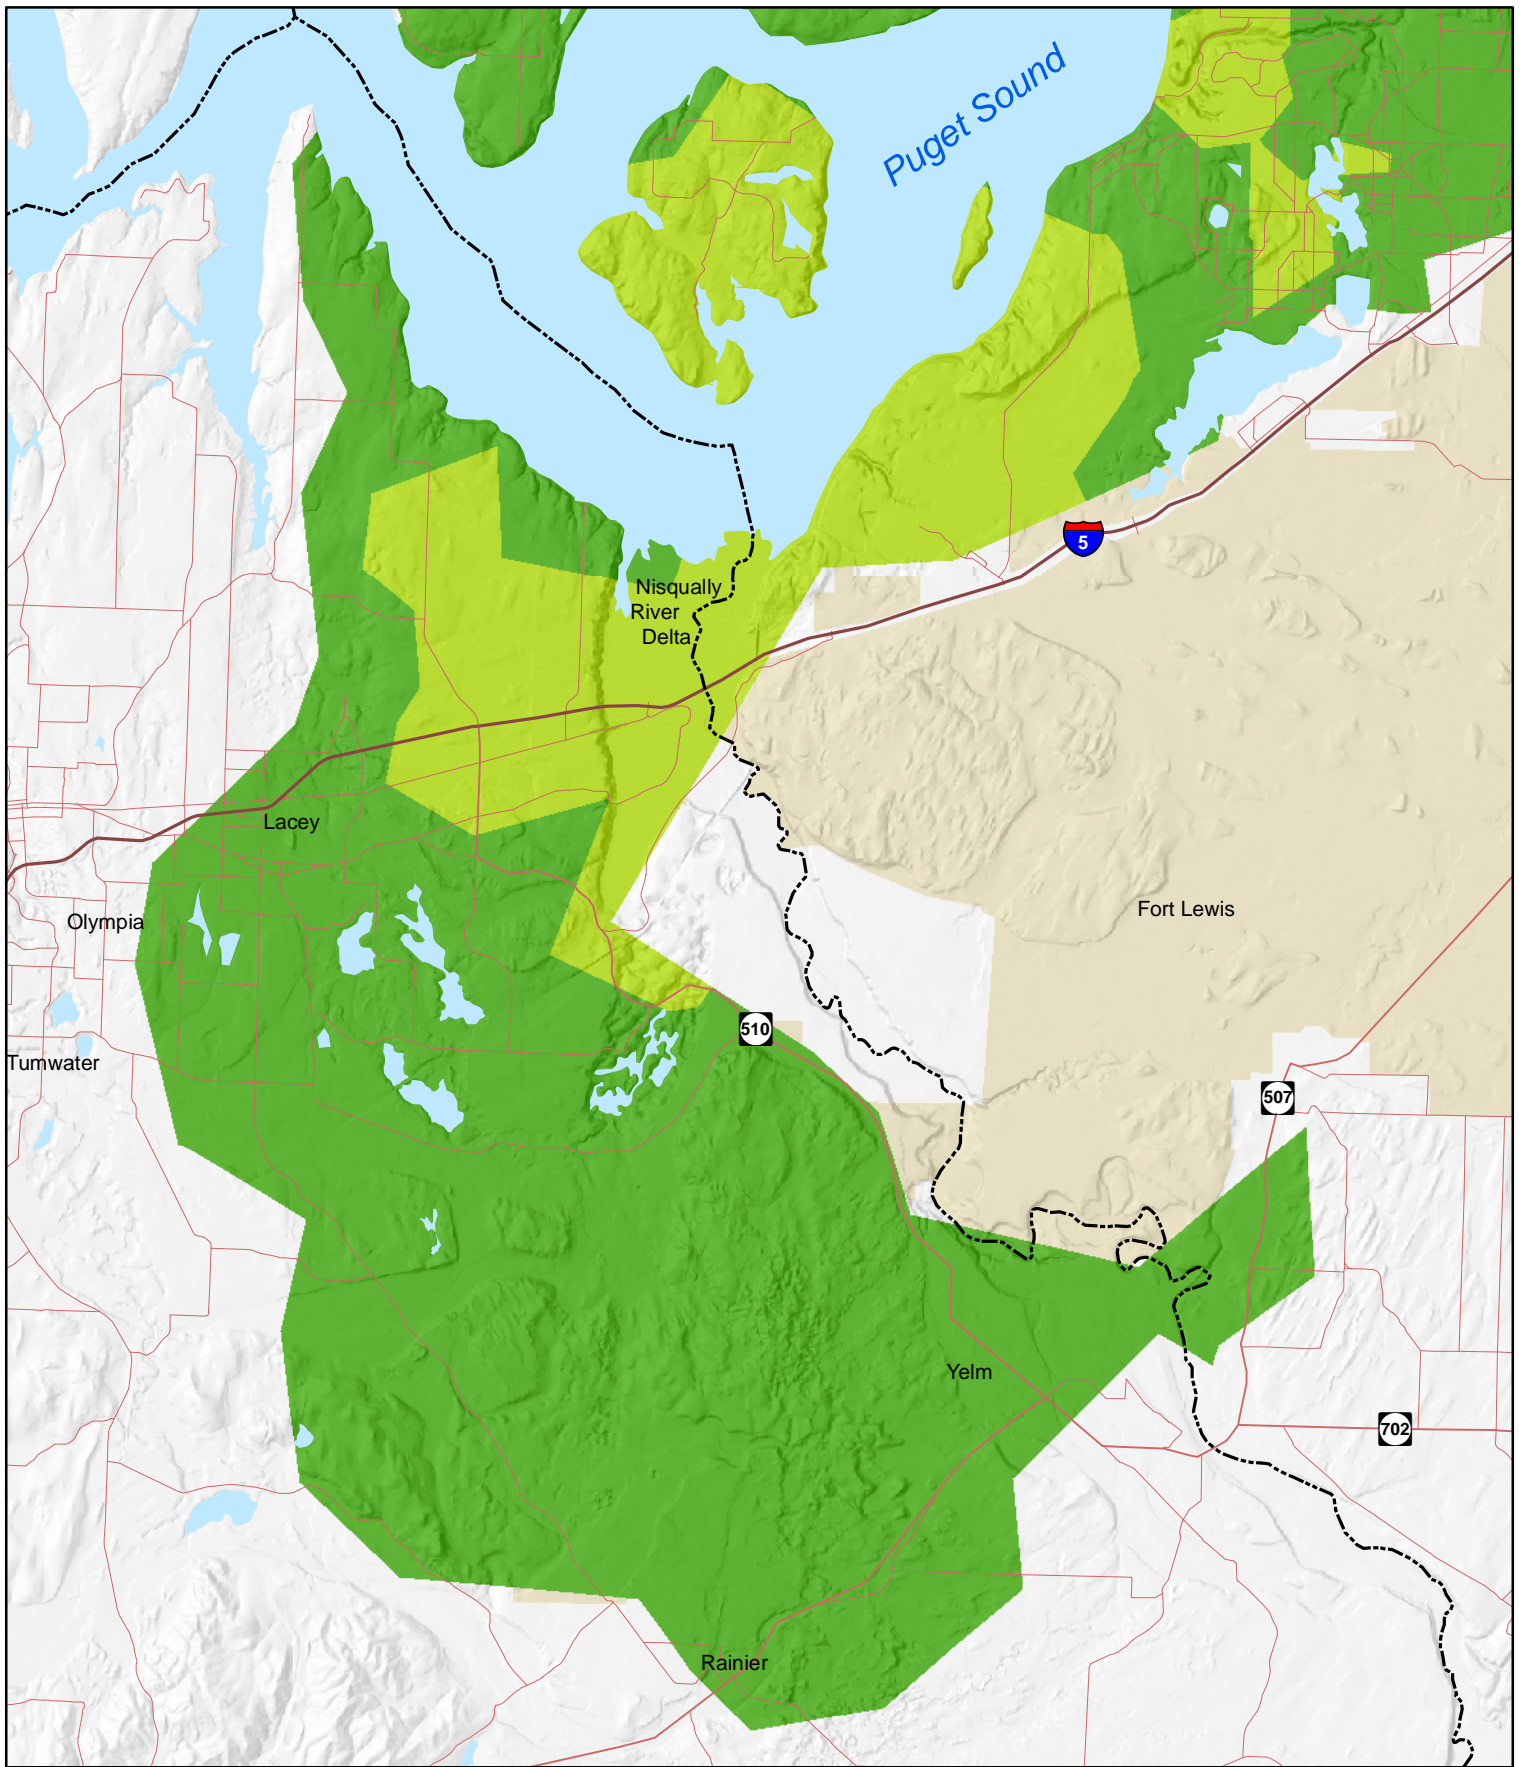 Puget Sound
5
Nisqually
River
Delta
Lacey
Olympia
Fort Lewis
510
Tumwater
507
Yelm
702
Rainier